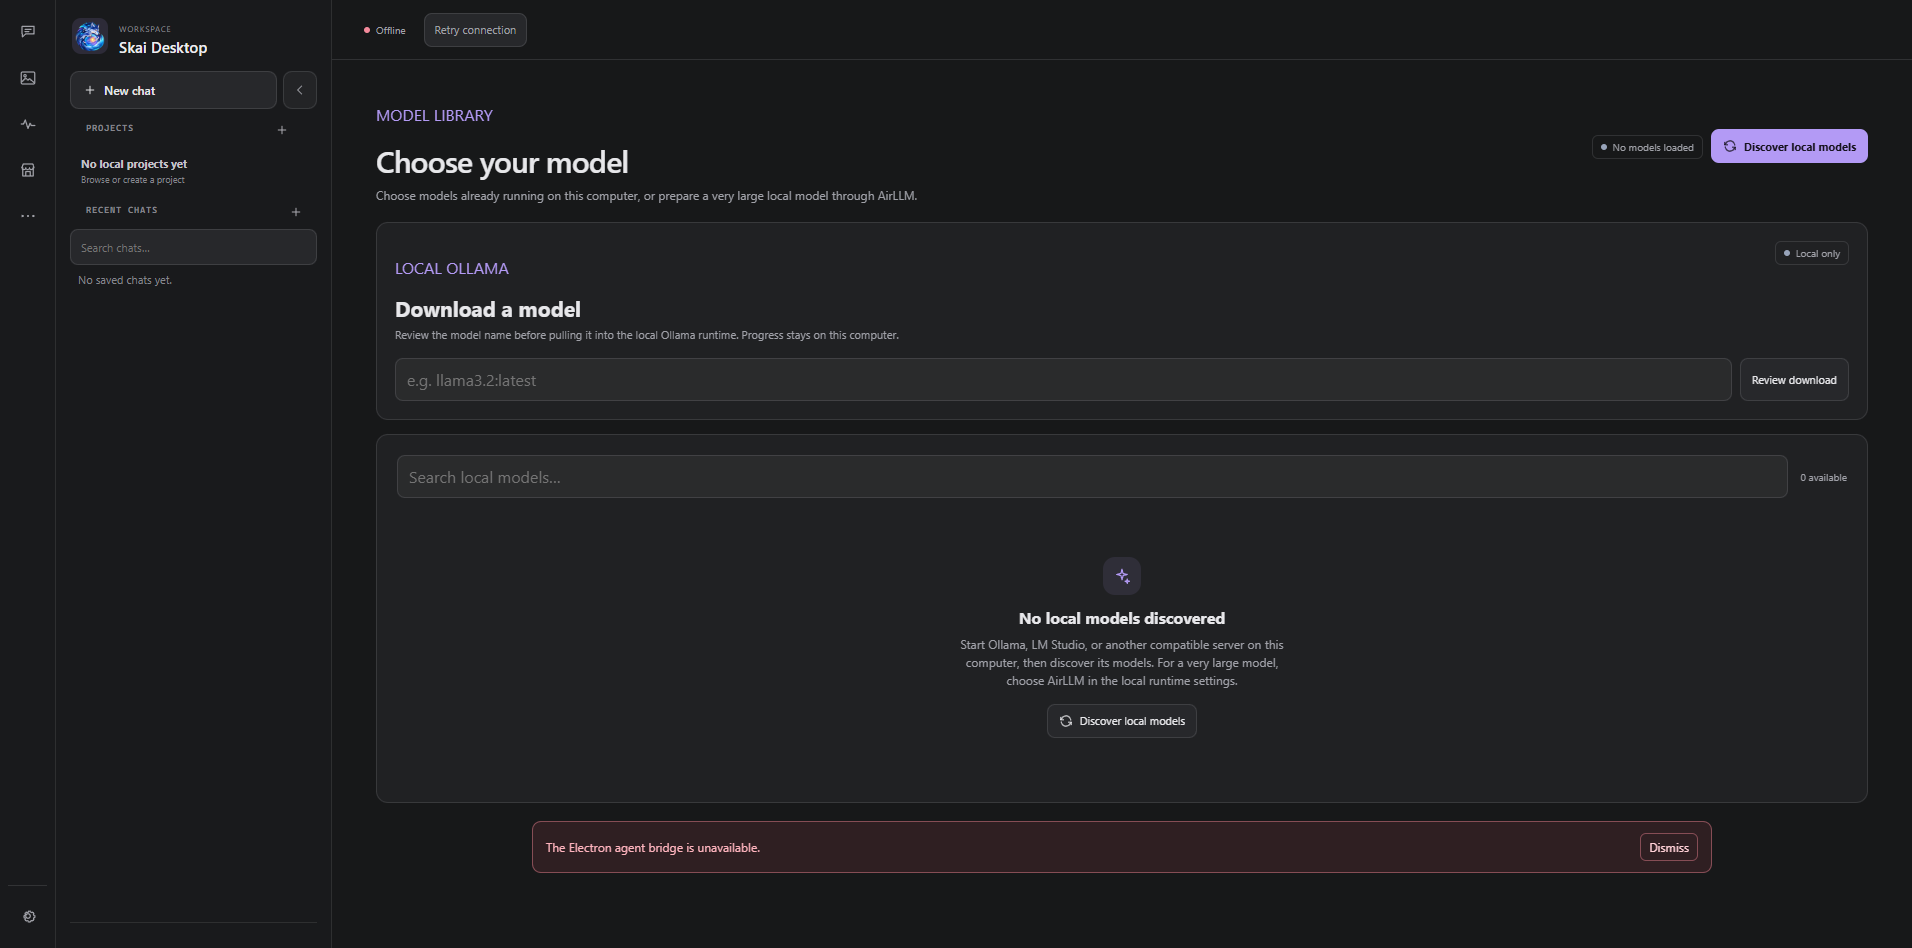 WORKSPACE
Skai Desktop
New chat
PROJECTS
No local projects yet
Browse or create a project
RECENT CHATS
Search chats...
No saved chats yet.
Offline
Retry connection
MODEL LIBRARY
Choose your model
Choose models already running on this computer, or prepare a very large local model through AirLLM.
No models loaded
Discover local models
LOCAL OLLAMA
Local only
Download a model
Review the model name before pulling it into the local Ollama runtime. Progress stays on this computer.
e.g. llama3.2:latest
Review download
Search local models...
0 available
No local models discovered
Start Ollama, LM Studio, or another compatible server on this
computer, then discover its models. For a very large model,
choose AirLLM in the local runtime settings.
Discover local models
The Electron agent bridge is unavailable.
Dismiss